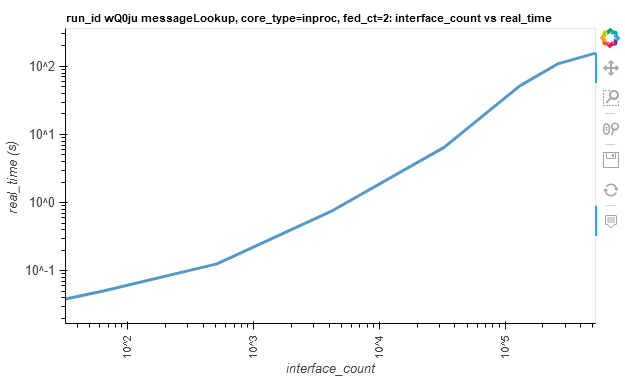 run_id wQ0ju messageLookup, core_type=inproc, fed_ct=2: interface_count vs real_time
10^2
10^1
10^0
10^-1
real_time (s)
10^2
10^3
10^4
10^5
interface_count